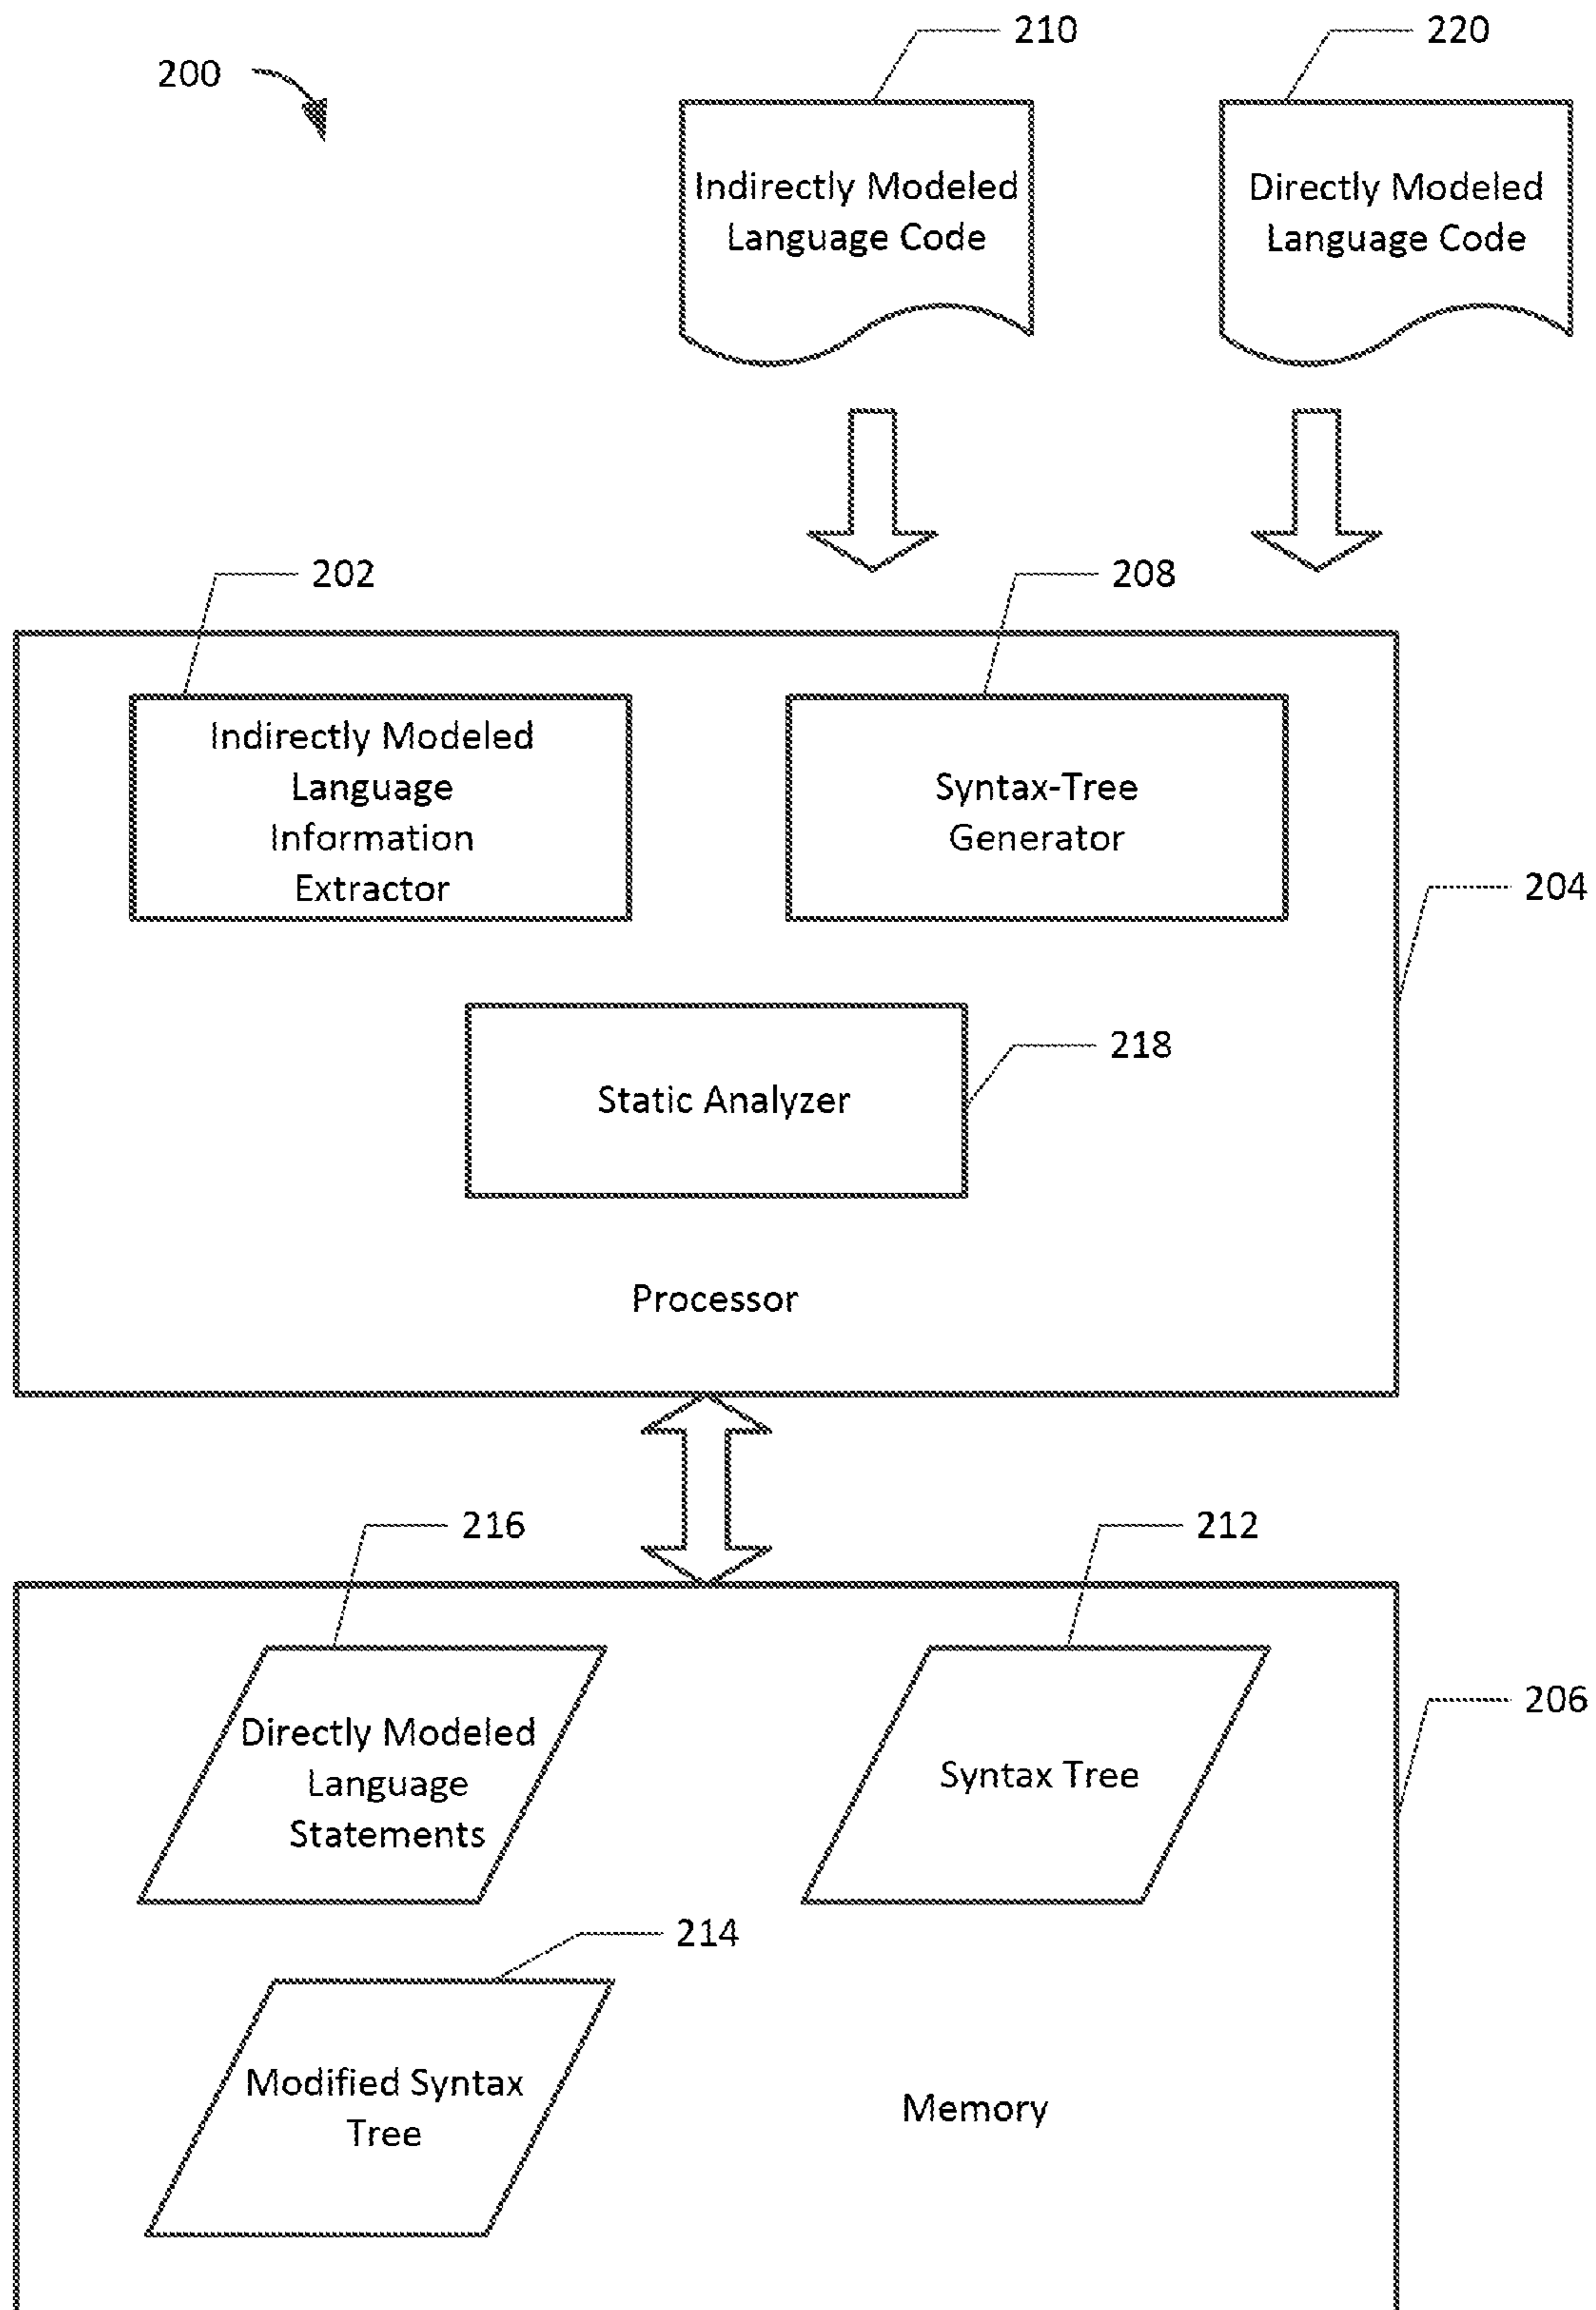 210
220
200
Indirectly Modeled
Language Code
Directly Modeled
Language Code
202
208
Indirectly Modeled
Language
Information
Extractor
Syntax-Tree
Generator
204
218
Static Analyzer
Processor
216
212
206
Directly Modeled
Language
Statements
Syntax Tree
214
Modified Syntax
Tree
Memory